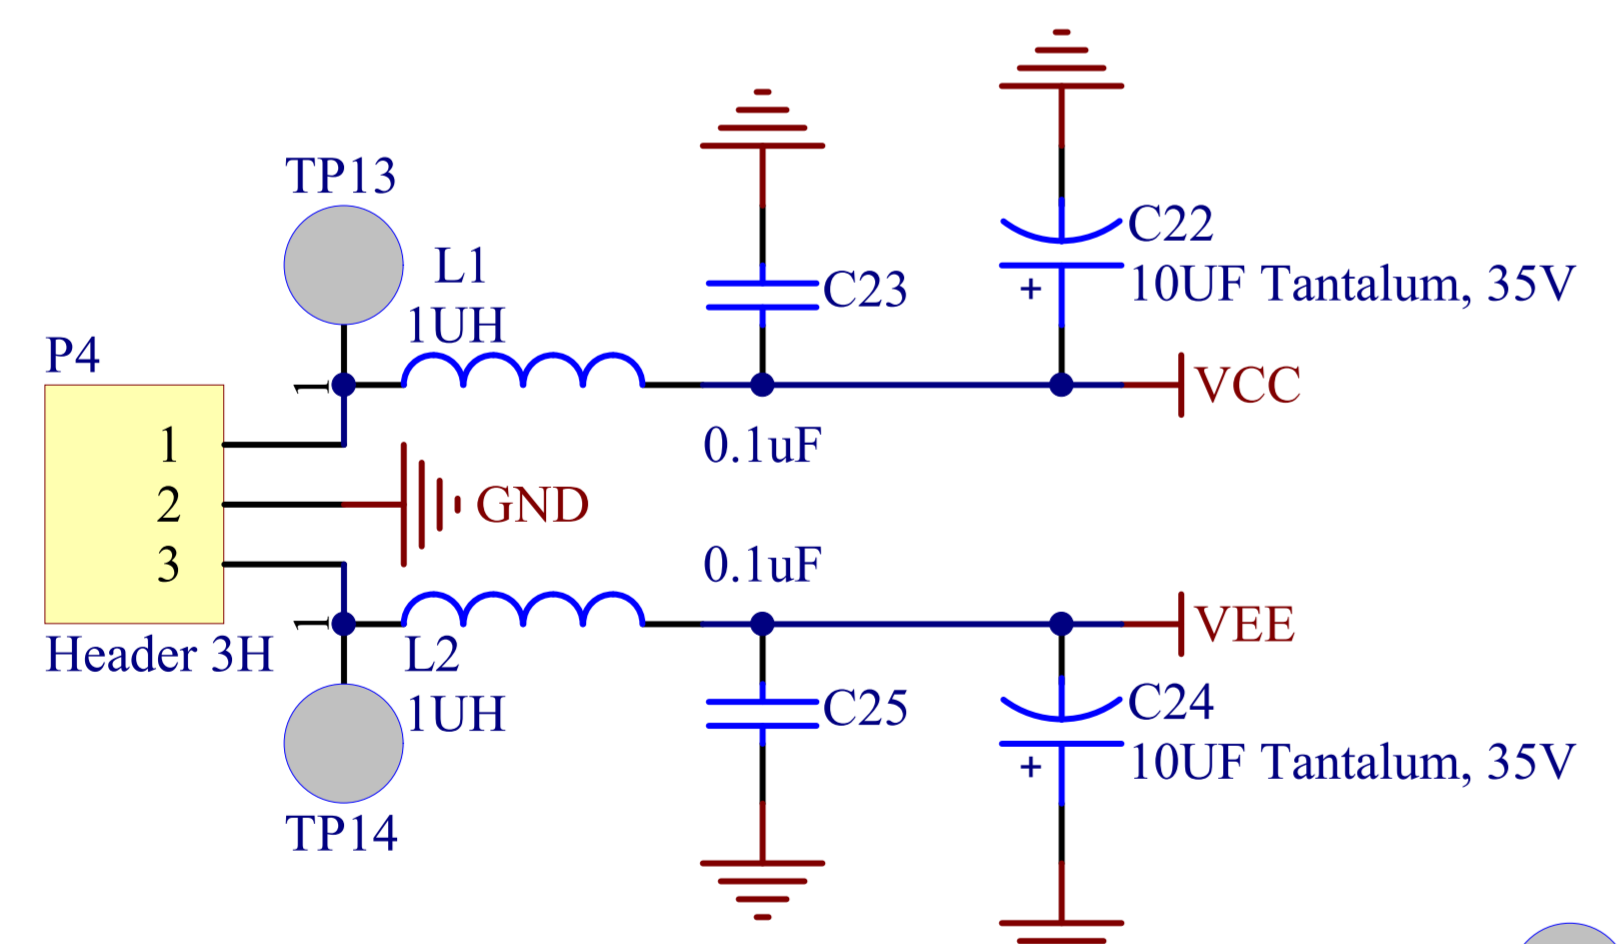 TP13
L1
1UH
P4
C23
C22
10UF Tantalum, 35V
+
1
VCC
1
0.1uF
2
GND
3
0.1uF
1
VEE
Header 3H
L2
1UH
C25
C24
10UF Tantalum, 35V
+
TP14